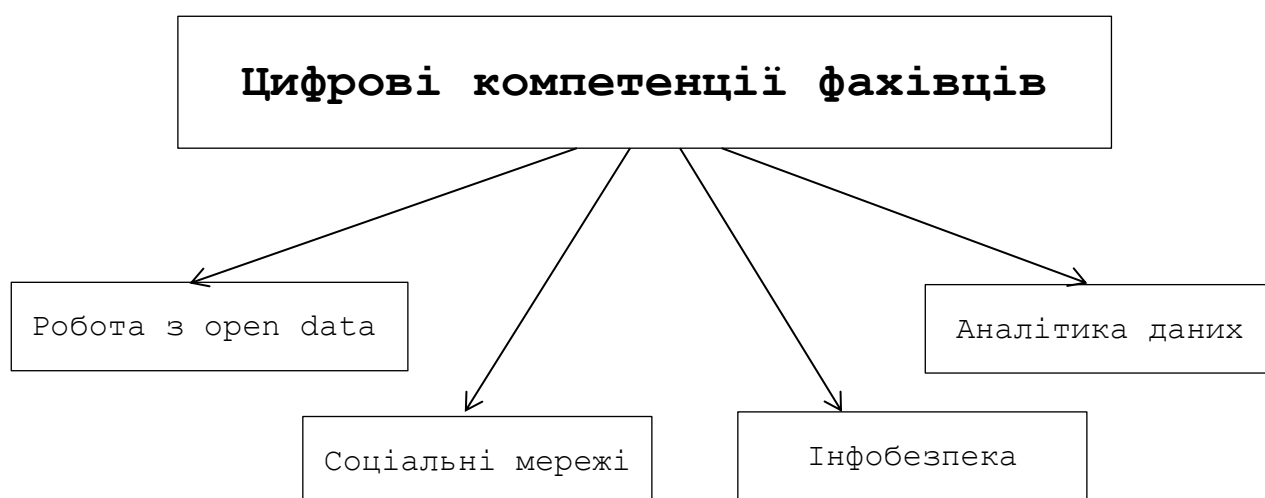 Цифрові компетенції фахівців
Робота з open data
Аналітика даних
Соціальні мережі
Інфобезпека